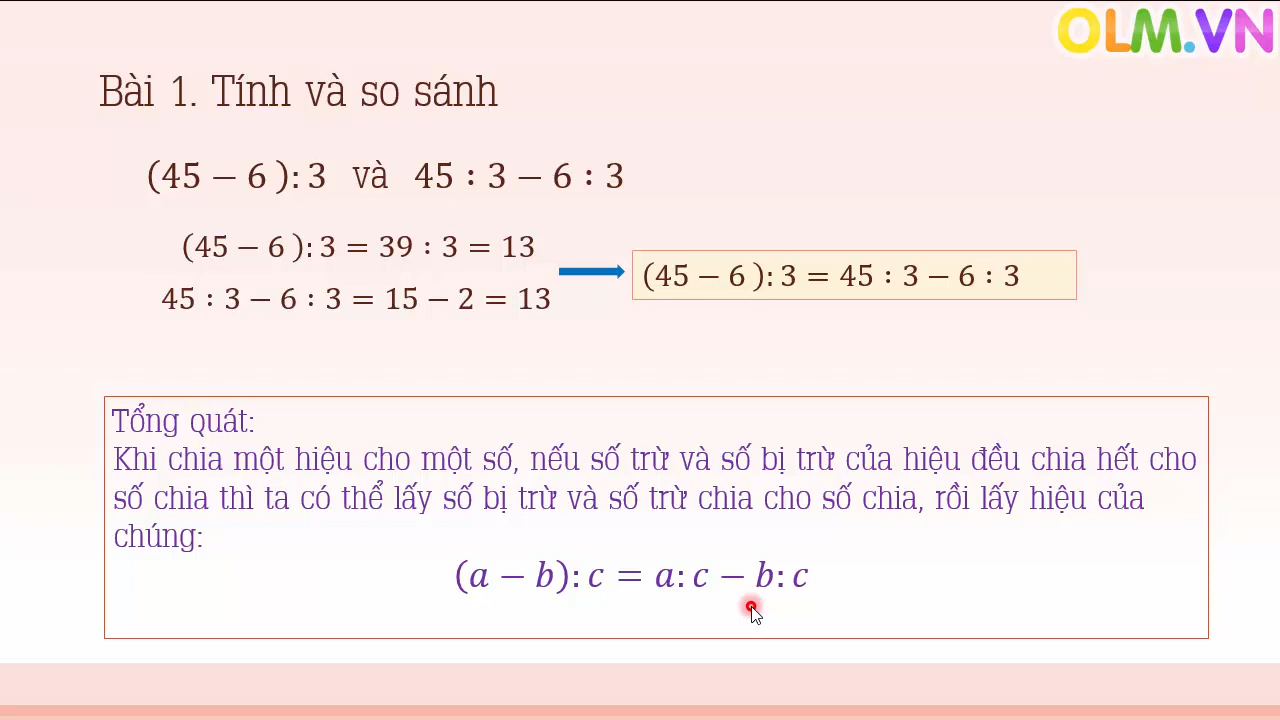 OLM.VN
Bài 1. Tính và so sánh
(45 − 6 ): 3 và 45 : 3 − 6 : 3
(45 − 6 ): 3 = 39 : 3 = 13
45 : 3 − 6 : 3 = 15 − 2 = 13
(45 − 6 ): 3 = 45 : 3 − 6 : 3
Tổng quát:
Khi chia một hiệu cho một số, nếu số trừ và số bị trừ của hiệu đều chia hết cho
số chia thì ta có thể lấy số bị trừ và số trừ chia cho số chia, rồi lấy hiệu của
chúng:
(a − b): c = a: c − b: c